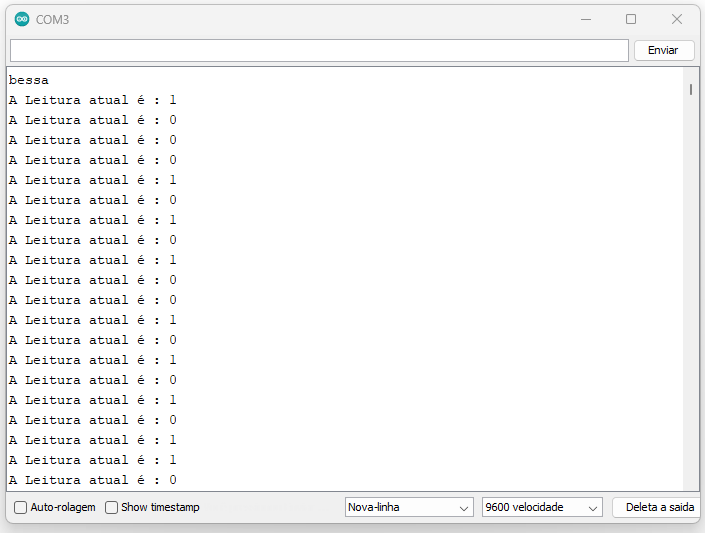 COM3
Enviar
bessa
A Leitura atual é : 1
A Leitura atual é : 0
A Leitura atual é : 0
A Leitura atual é : 0
A Leitura atual é : 1
A Leitura atual é : 0
A Leitura atual é : 1
A Leitura atual é : 0
A Leitura atual é : 1
A Leitura atual é : 0
A Leitura atual é : 0
A Leitura atual é : 1
A Leitura atual é : 0
A Leitura atual é : 1
A Leitura atual é : 0
A Leitura atual é : 1
A Leitura atual é : 0
A Leitura atual é : 1
A Leitura atual é : 1
A Leitura atual é : 0
Auto-rolagem Show timestamp Nova-linha 9600 velocidade Deleta a saida